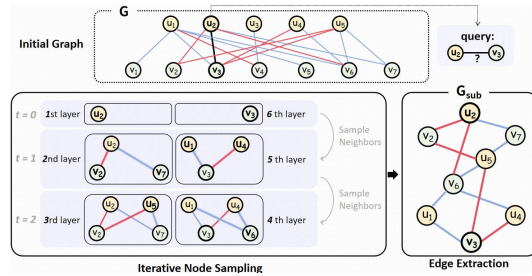 G
Initial Graph
u1 u2 u3 u4 u5
v1 v2 v3 v4 v5 v6 v7
query:
u2 ? v3
t = 0 1st layer u2 v3 6 th layer
Sample
Neighbors
t = 1 2nd layer u2 v2 v7 u1 u4 v3 5 th layer
Sample
Neighbors
t = 2 3rd layer u2 u5 v2 v7 u1 u4 v3 v6 4 th layer
Iterative Node Sampling
Gsub
u2
v2 v7
u5
v6
u1 u4
v3
Edge Extraction